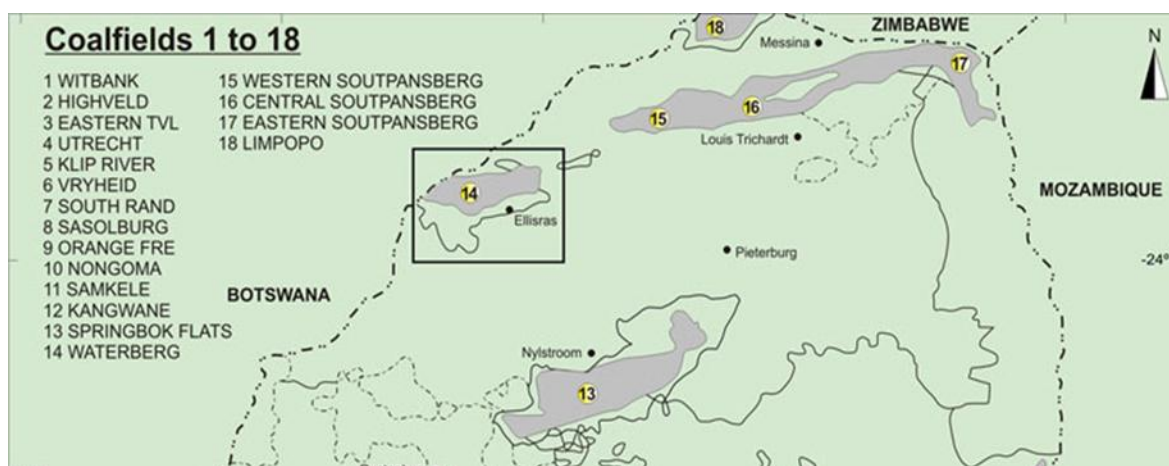 Coalfields 1 to 18
1 WITBANK
2 HIGHVELD
3 EASTERN TVL
4 UTRECHT
5 KLIP RIVER
6 VRYHEID
7 SOUTH RAND
8 SASOLBURG
9 ORANGE FRE
10 NONGOMA
11 SAMKELE
12 KANGWANE
13 SPRINGBOK FLATS
14 WATERBERG
15 WESTERN SOUTPANSBERG
16 CENTRAL SOUTPANSBERG
17 EASTERN SOUTPANSBERG
18 LIMPOPO
18
ZIMBABWE
Messina
N
17
16
15
Louis Trichardt
14
Ellisras
MOZAMBIQUE
Pieterburg
-24°
BOTSWANA
Nylstroom
13